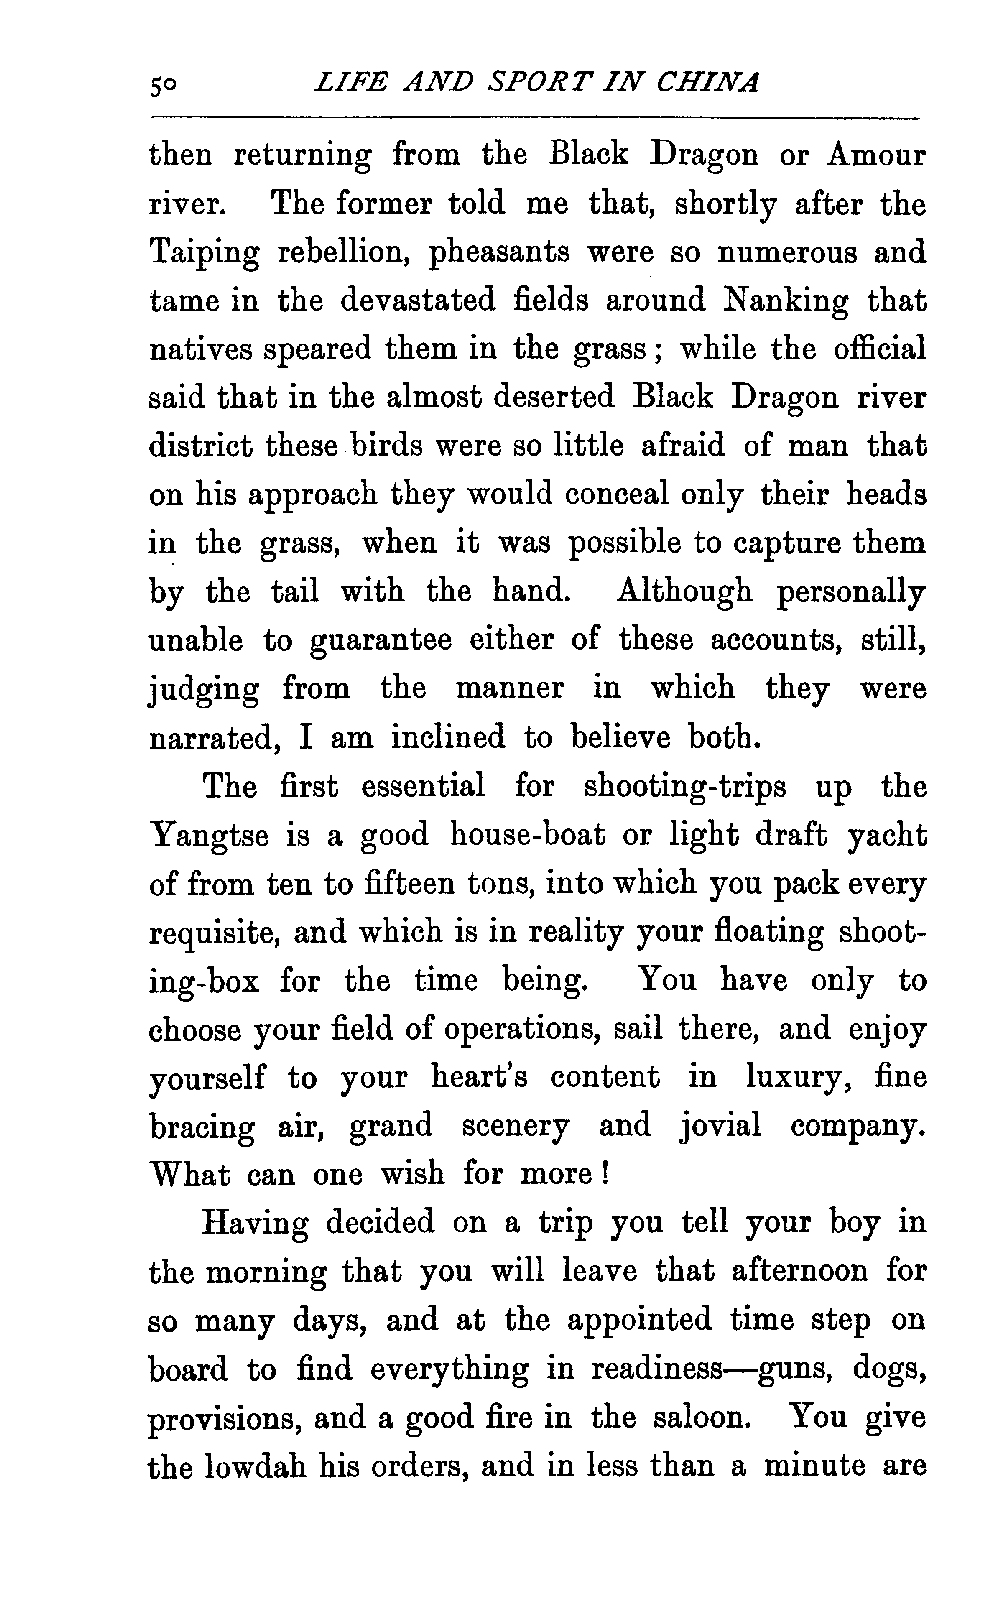 50 LIFE AND SPORT IN CHINA
then returning from the Black Dragon or Amour
river. The former told me that, shortly after the
Taiping rebellion, pheasants were so numerous and
tame in the devastated fields around Nanking that
natives speared them in the grass; while the official
said that in the almost deserted Black Dragon river
district these birds were so little afraid of man that
on his approach they would conceal only their heads
in the grass, when it was possible to capture them
by the tail with the hand. Although personally
unable to guarantee either of these accounts, still,
judging from the manner in which they were
narrated, I am inclined to believe both.
The first essential for shooting-trips up the
Yangtse is a good house-boat or light draft yacht
of from ten to fifteen tons, into which you pack every
requisite, and which is in reality your floating shoot-
ing-box for the time being. You have only to
choose your field of operations, sail there, and enjoy
yourself to your heart's content in luxury, fine
bracing air, grand scenery and jovial company.
What can one wish for more!
Having decided on a trip you tell your boy in
the morning that you will leave that afternoon for
so many days, and at the appointed time step on
board to find everything in readiness—guns, dogs,
provisions, and a good fire in the saloon. You give
the lowdah his orders, and in less than a minute are